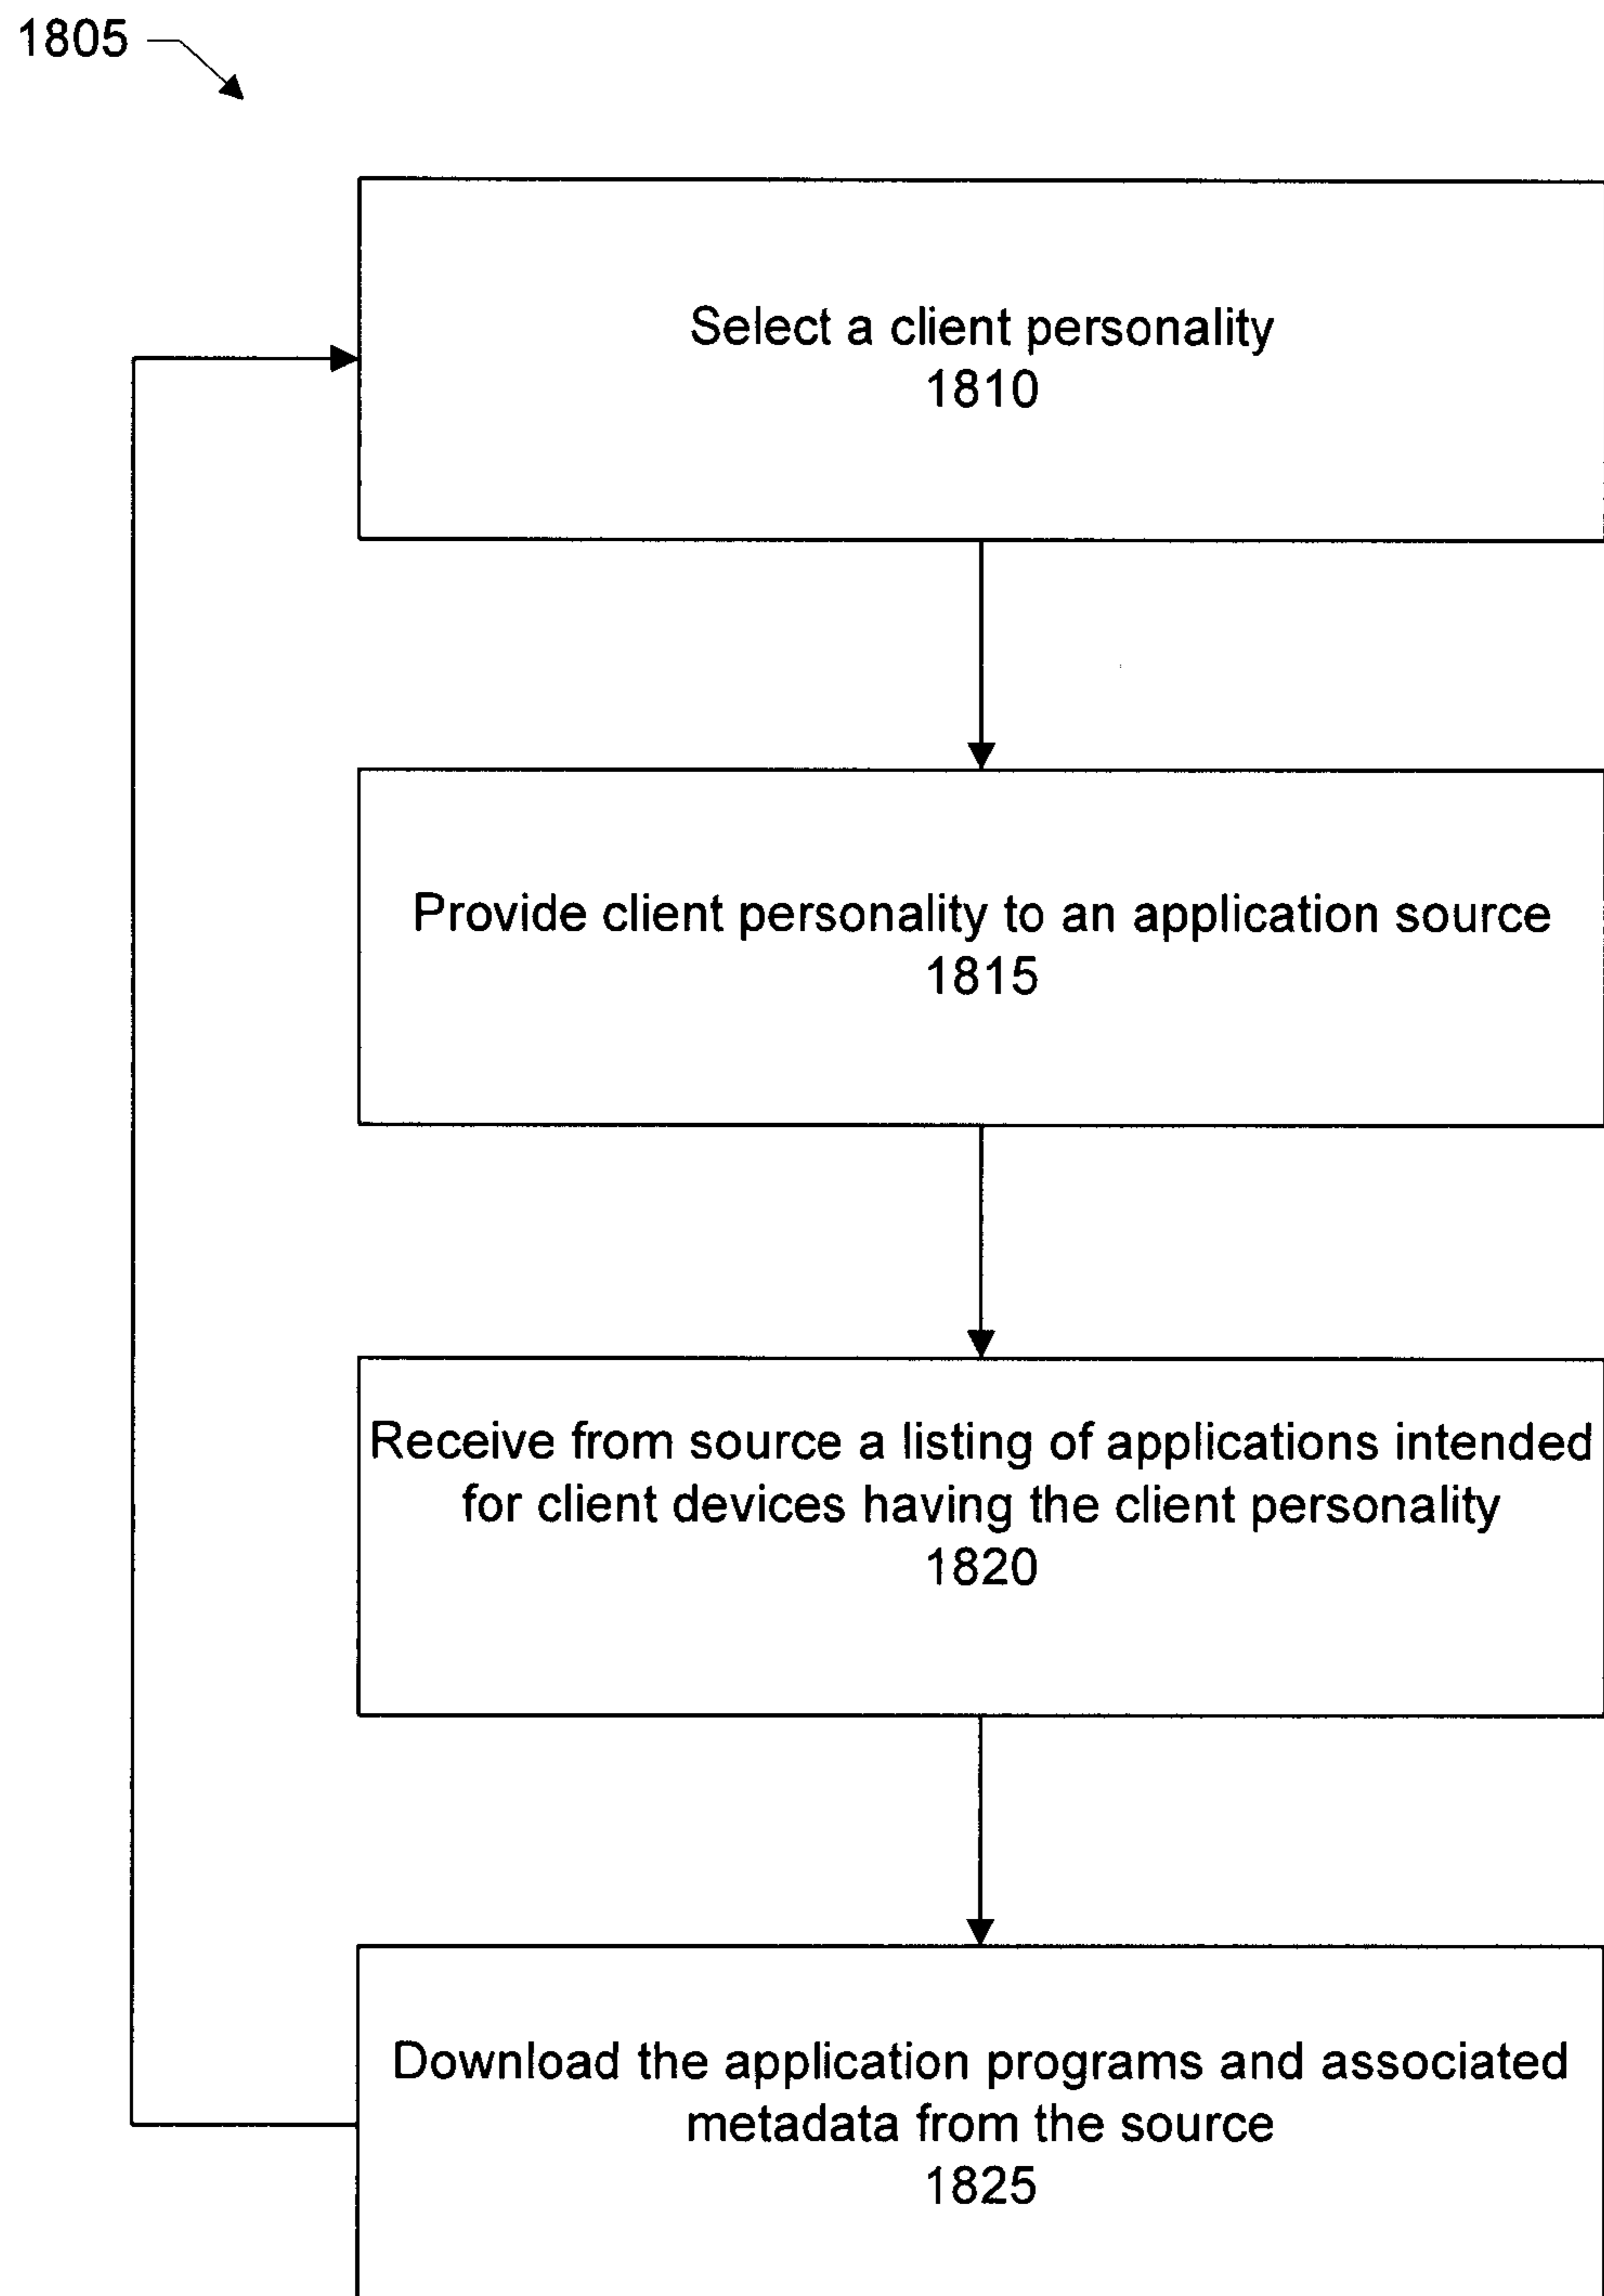 1805
Select a client personality
1810
Provide client personality to an application source
1815
Receive from source a listing of applications intended
for client devices having the client personality
1820
Download the application programs and associated
metadata from the source
1825